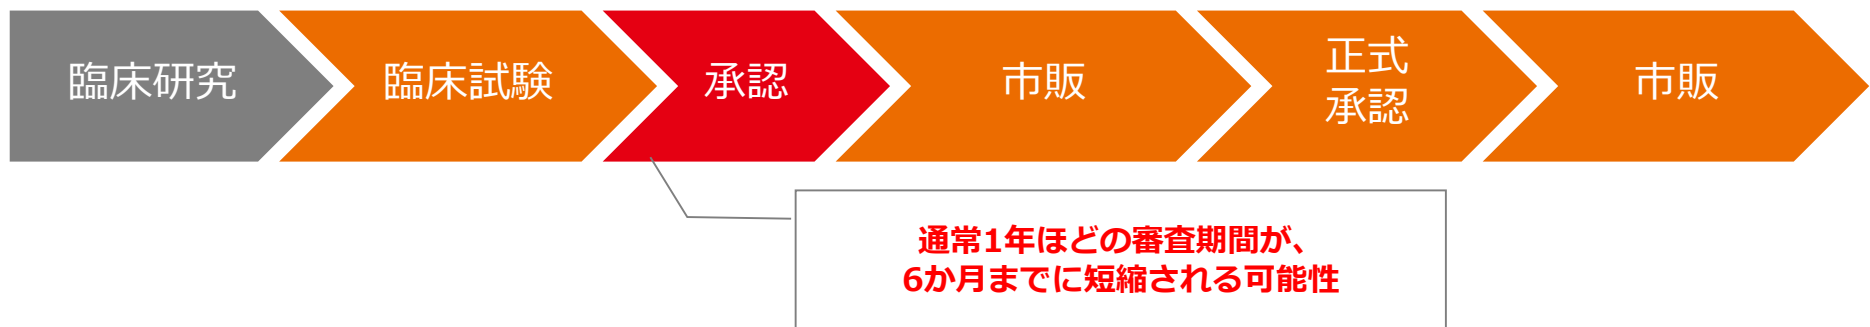 臨床研究
臨床試験
承認
市販
正式
承認
市販
通常1年ほどの審査期間が、
6か月までに短縮される可能性